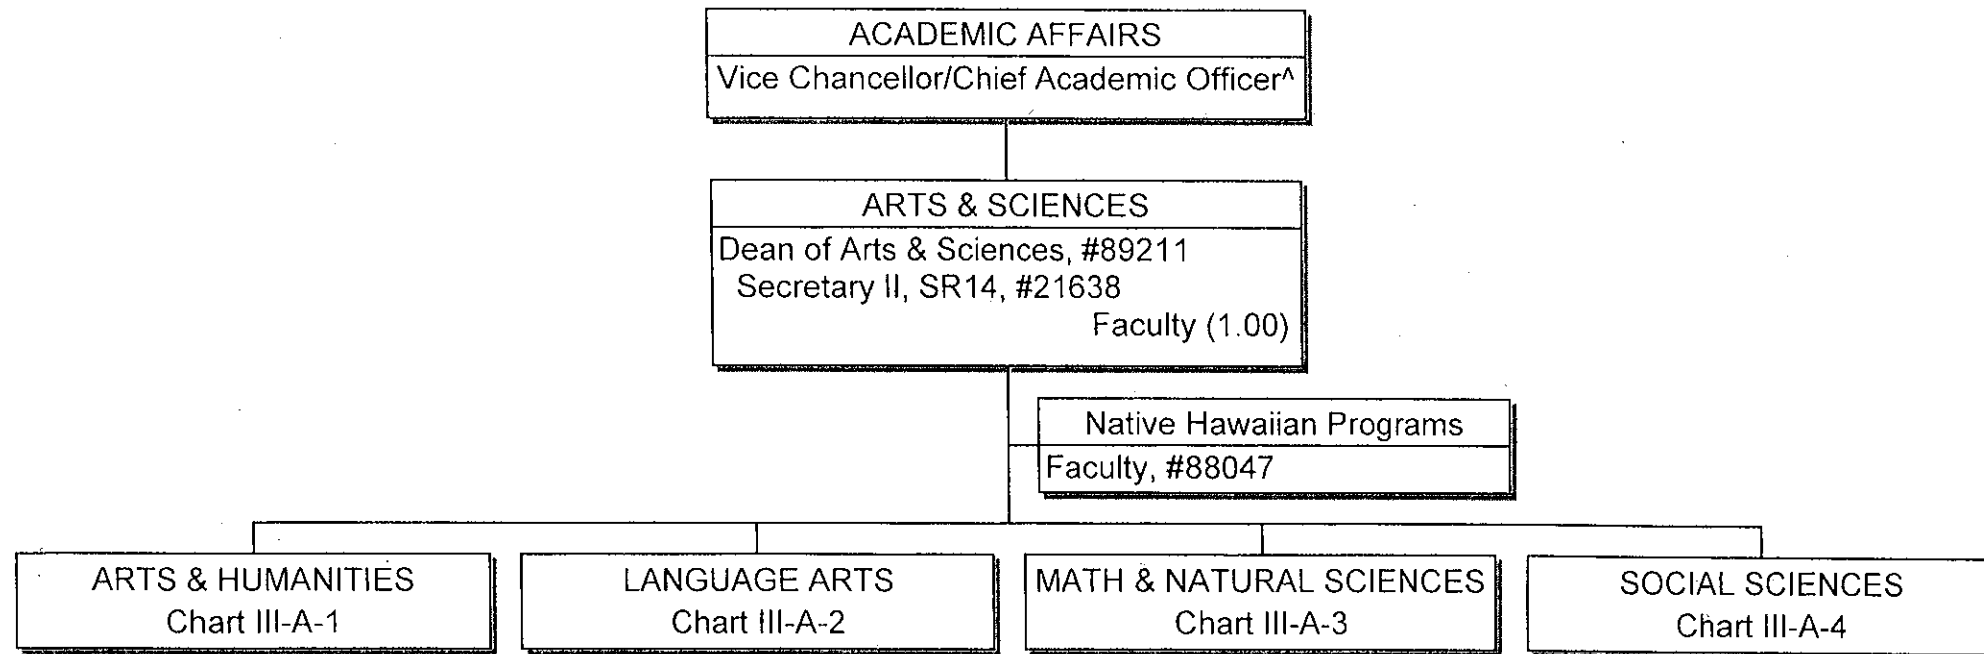 ACADEMIC AFFAIRS
Vice Chancellor/Chief Academic Officer^
ARTS & SCIENCES
Dean of Arts & Sciences, #89211
Secretary II, SR14, #21638
Faculty (1.00)
Native Hawaiian Programs
Faculty, #88047
ARTS & HUMANITIES
Chart III-A-1
LANGUAGE ARTS
Chart III-A-2
MATH & NATURAL SCIENCES
Chart III-A-3
SOCIAL SCIENCES
Chart III-A-4